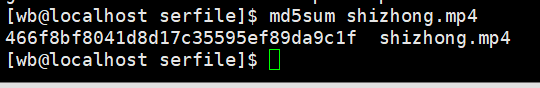 [wb@localhost serfile]$ md5sum shizhong.mp4
466f8bf8041d8d17c35595ef89da9c1f  shizhong.mp4
[wb@localhost serfile]$